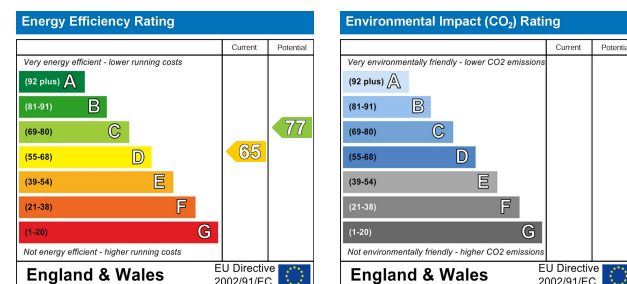 Energy Efficiency Rating
Current Potential
Very energy efficient - lower running costs
(92 plus) A
(81-91) B
(69-80) C
77
(55-68) D
65
(39-54) E
(21-38) F
(1-20) G
Not energy efficient - higher running costs
England & Wales
EU Directive
2002/91/EC
Environmental Impact (CO2) Rating
Current Potentia
Very environmentally friendly - lower CO2 emissions
(92 plus) A
(81-91) B
(69-80) C
(55-68) D
(39-54) E
(21-38) F
(1-20) G
Not environmentally friendly - higher CO2 emissions
England & Wales
EU Directive
2002/91/EC